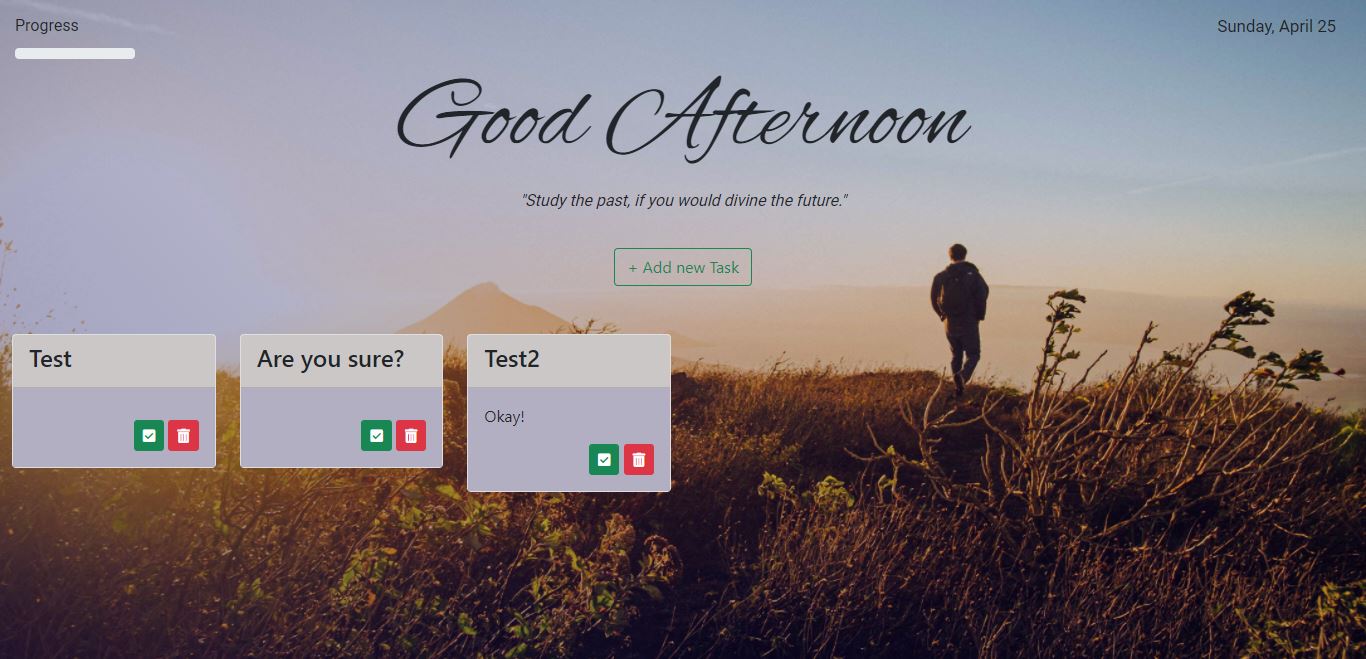 Progress
Sunday, April 25
Good Afternoon
"Study the past, if you would divine the future."
+ Add new Task
Test
Are you sure?
Test2
Okay!